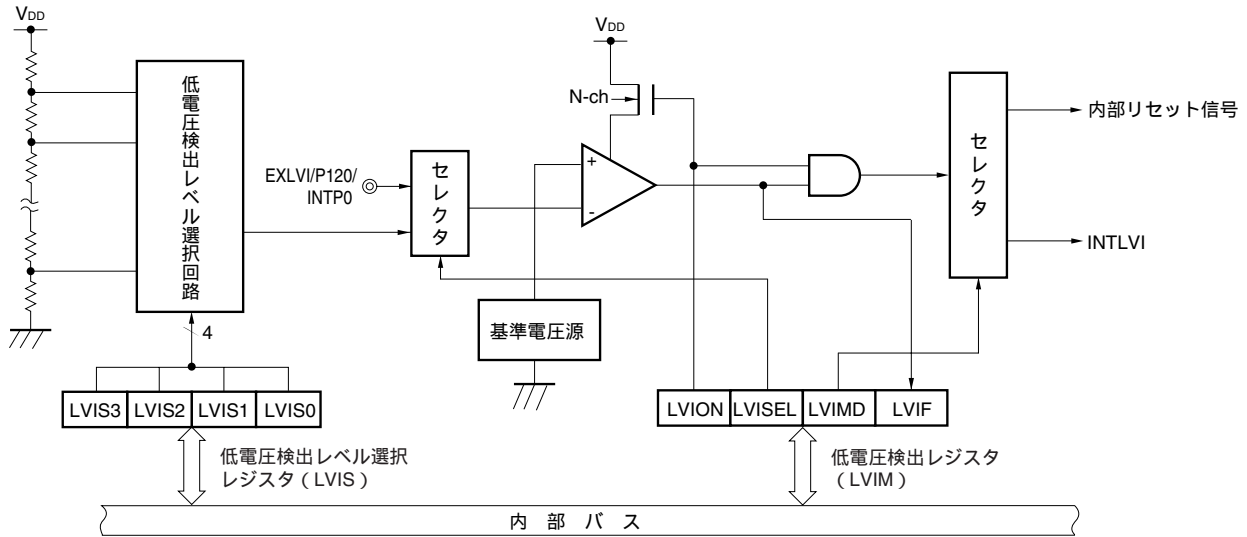 VDD
低電圧検出レベル選択回路
4
LVIS3 LVIS2 LVIS1 LVIS0
低電圧検出レベル選択
レジスタ（LVIS）
EXLVI/P120/
INTP0
セレクタ
VDD
N-ch
+
-
基準電圧源
セレクタ
内部リセット信号
INTLVI
LVION LVISEL LVIMD LVIF
低電圧検出レジスタ
（LVIM）
内 部 バ ス